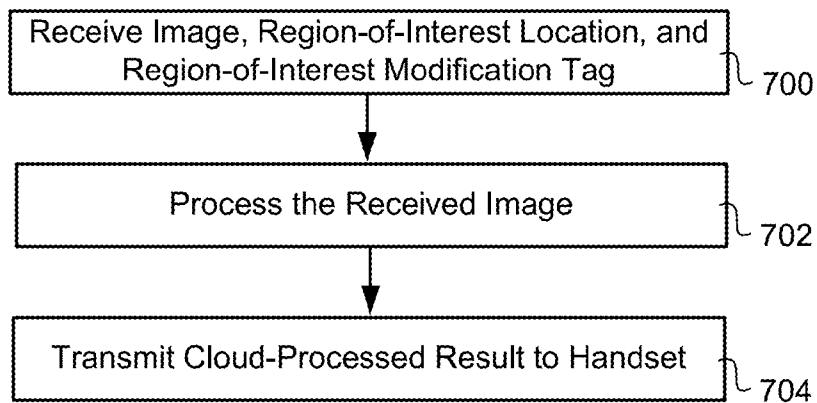 Receive Image, Region-of-Interest Location, and
Region-of-Interest Modification Tag
700
Process the Received Image
702
Transmit Cloud-Processed Result to Handset
704